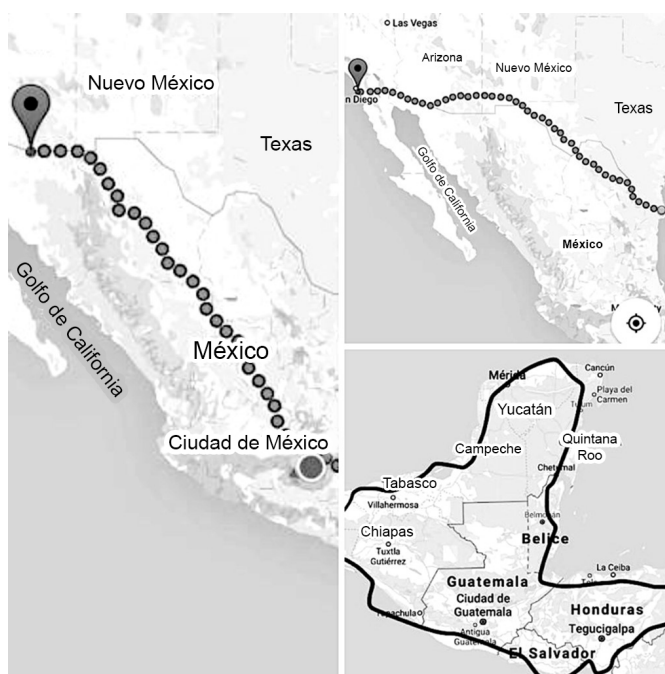 Nuevo México
Texas
Golfo de California
México
Ciudad de México
Las Vegas
Arizona
Nuevo México
n Diego
Texas
Golfo de California
México
Mérida
Cancún
Playa del
Carmen
Tulum
Yucatán
Campeche
Quintana
Roo
Chetumal
Tabasco
Villahermosa
Belmopán
Chiapas
Belice
Tuxtla
Gutiérrez
La Ceiba
Guatemala
Ciudad de
Guatemala
Honduras
Tapachula
Antigua
Guatemala
Tegucigalpa
El Salvador